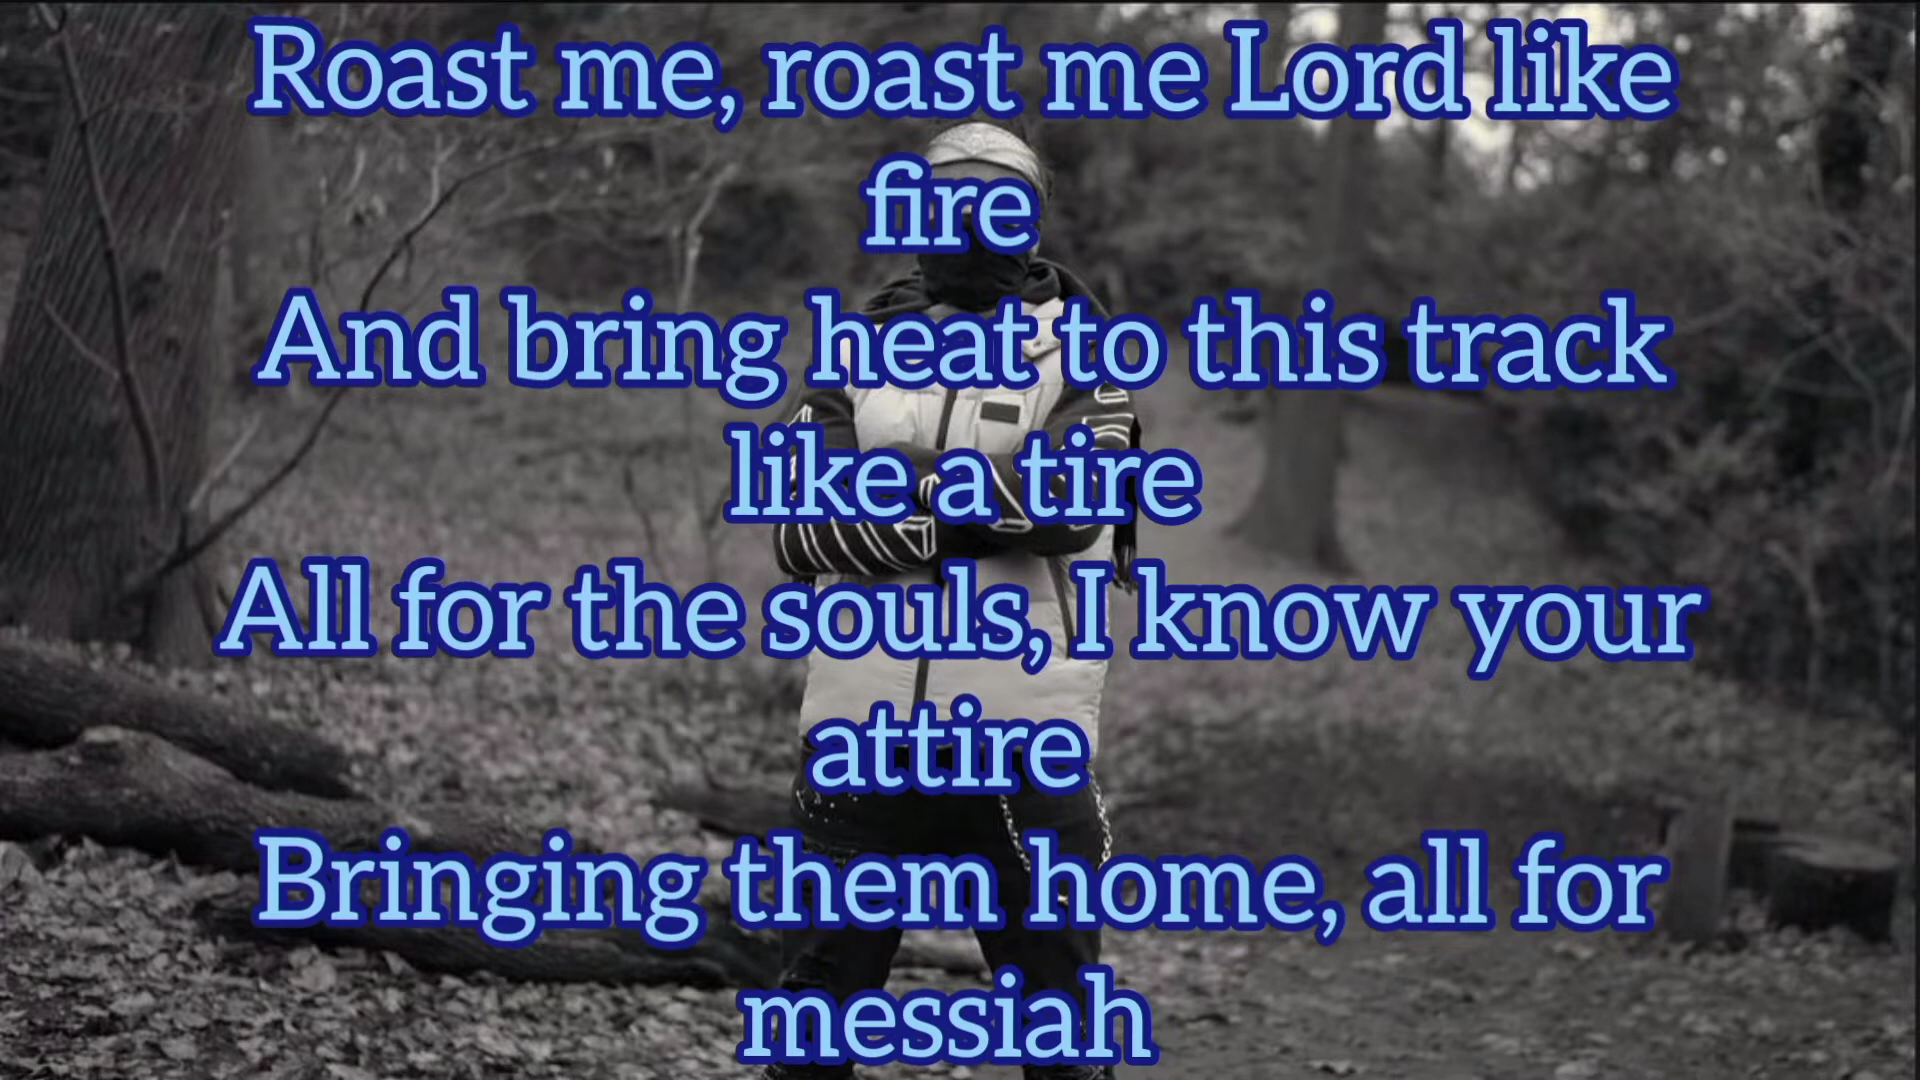 Roast me, roast me Lord like
fire
And bring heat to this track
like a tire
All for the souls, I know your
attire
Bringing them home, all for
messiah